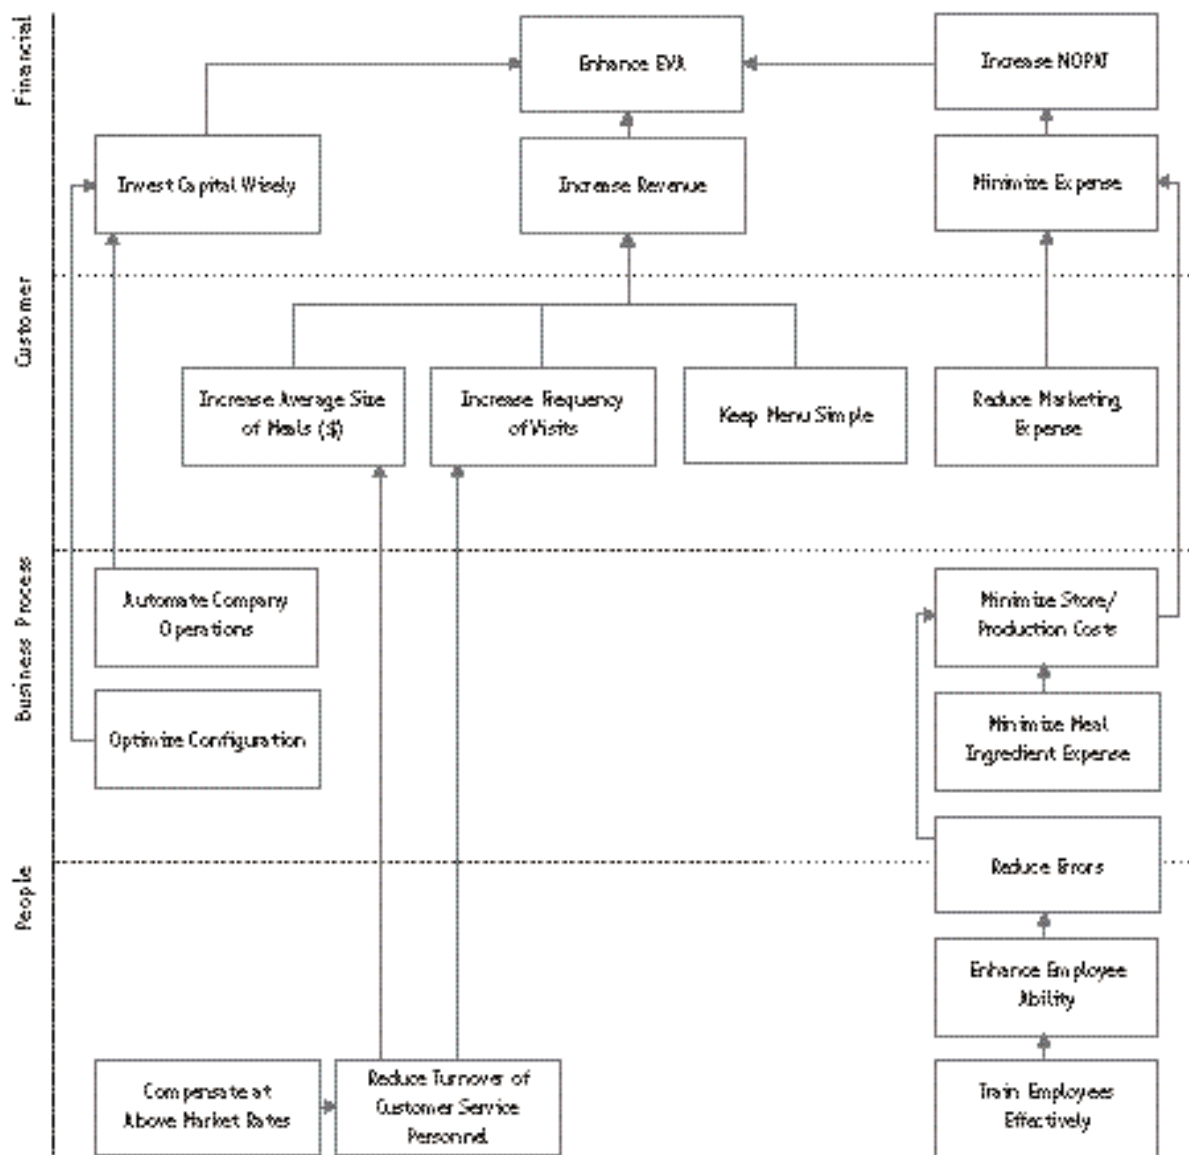 Financial
Enhance EVA
Increase NOPAT
Invest Capital Wisely
Increase Revenue
Minimize Expense
Customer
Increase Average Size
of Meals ($)
Increase Frequency
of Visits
Keep Menu Simple
Reduce Marketing
Expense
Business Process
Automate Company
Operations
Minimize Store/
Production Costs
Optimize Configuration
Minimize Meal
Ingredient Expense
People
Reduce Errors
Enhance Employee
Ability
Compensate at
Above Market Rates
Reduce Turnover of
Customer Service
Personnel
Train Employees
Effectively